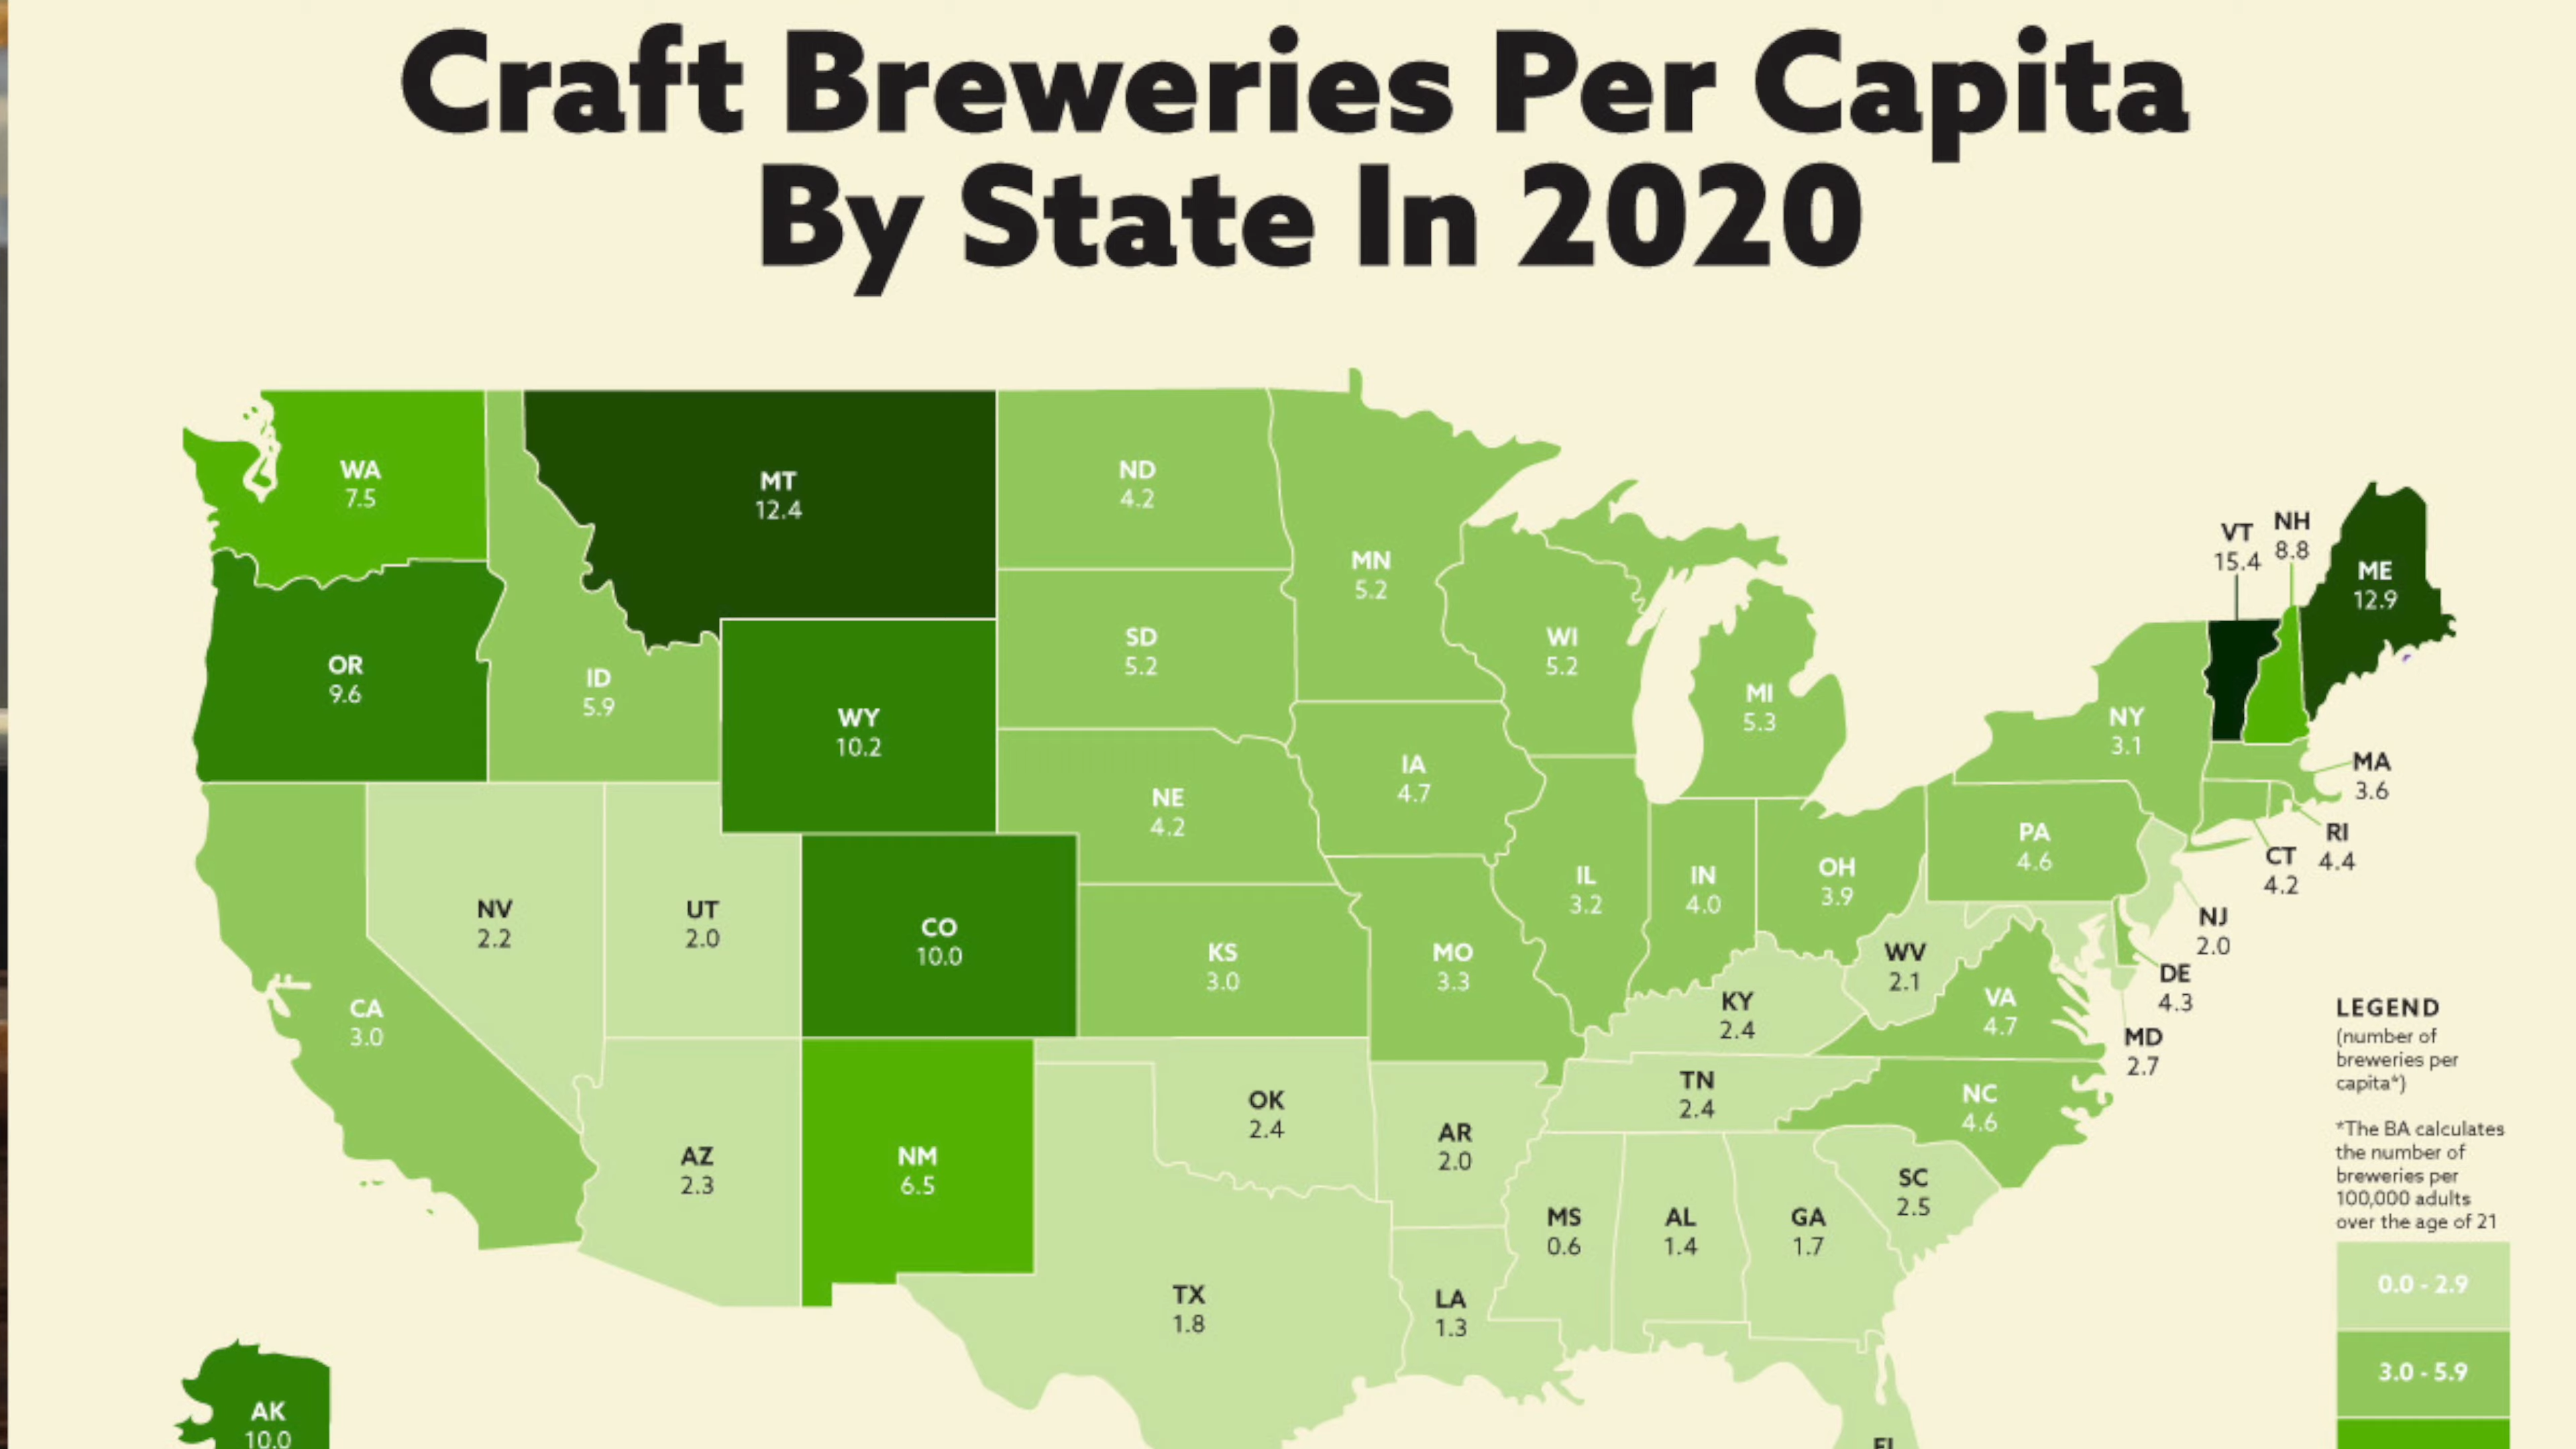 Craft Breweries Per Capita
By State In 2020
WA
7.5
MT
12.4
ND
4.2
MN
5.2
VT
15.4
NH
8.8
ME
12.9
OR
9.6
ID
5.9
WY
10.2
SD
5.2
WI
5.2
MI
5.3
NY
3.1
MA
3.6
RI
4.4
CT
4.2
NE
4.2
IA
4.7
IL
3.2
IN
4.0
OH
3.9
PA
4.6
NJ
2.0
DE
4.3
MD
2.7
NV
2.2
UT
2.0
CO
10.0
KS
3.0
MO
3.3
KY
2.4
WV
2.1
VA
4.7
CA
3.0
AZ
2.3
NM
6.5
OK
2.4
AR
2.0
TN
2.4
NC
4.6
SC
2.5
MS
0.6
AL
1.4
GA
1.7
TX
1.8
LA
1.3
AK
10.0
LEGEND
(number of
breweries per
capita*)
*The BA calculates
the number of
breweries per
100,000 adults
over the age of 21
0.0 - 2.9
3.0 - 5.9